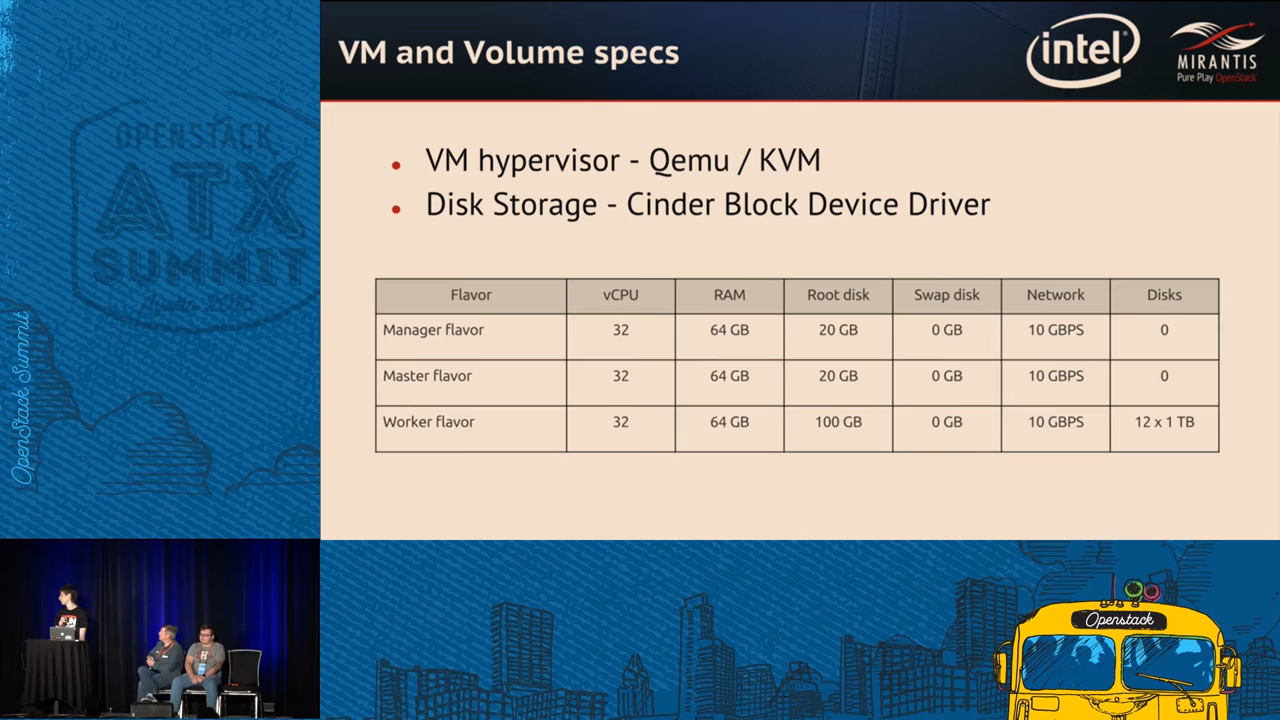 VM and Volume specs
intel
MIRANTIS
Pure Play OpenStack
• VM hypervisor - Qemu / KVM
• Disk Storage - Cinder Block Device Driver
Flavor vCPU RAM Root disk Swap disk Network Disks
Manager flavor 32 64 GB 20 GB 0 GB 10 GBPS 0
Master flavor 32 64 GB 20 GB 0 GB 10 GBPS 0
Worker flavor 32 64 GB 100 GB 0 GB 10 GBPS 12 x 1 TB
OPENSTACK
ATX
SUMMIT
Austin 2016
OpenStack Summit
Openstack